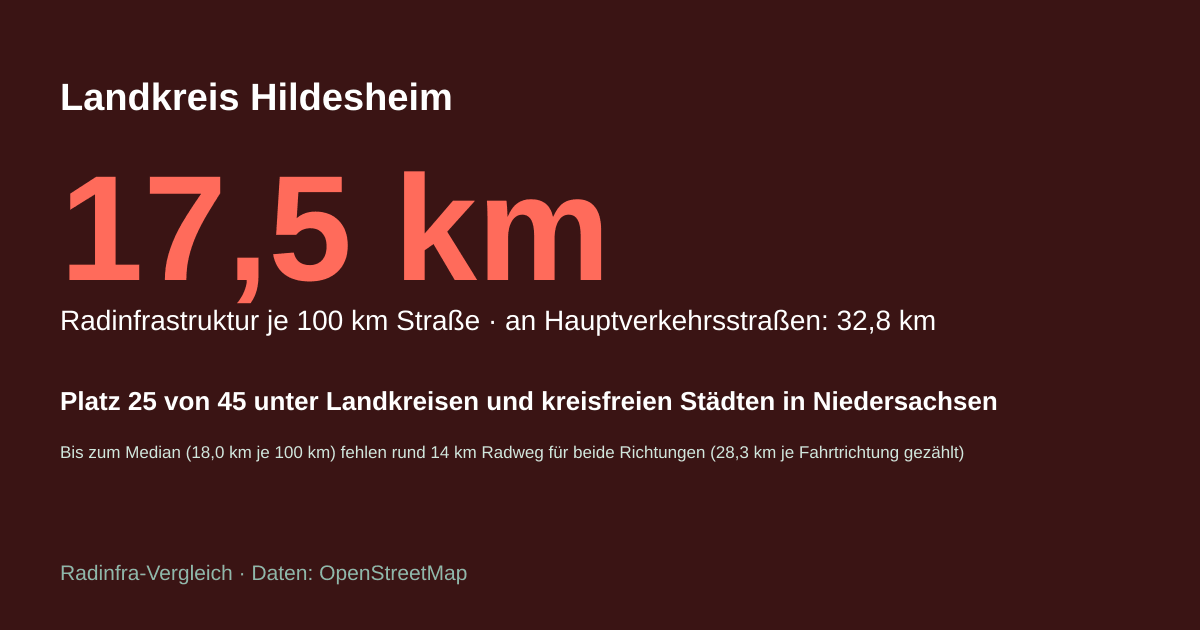 Landkreis Hildesheim
17,5 km
Radinfrastruktur je 100 km Straße · an Hauptverkehrsstraßen: 32,8 km
Platz 25 von 45 unter Landkreisen und kreisfreien Städten in Niedersachsen
Bis zum Median (18,0 km je 100 km) fehlen rund 14 km Radweg für beide Richtungen (28,3 km je Fahrtrichtung gezählt)
Radinfra-Vergleich · Daten: OpenStreetMap